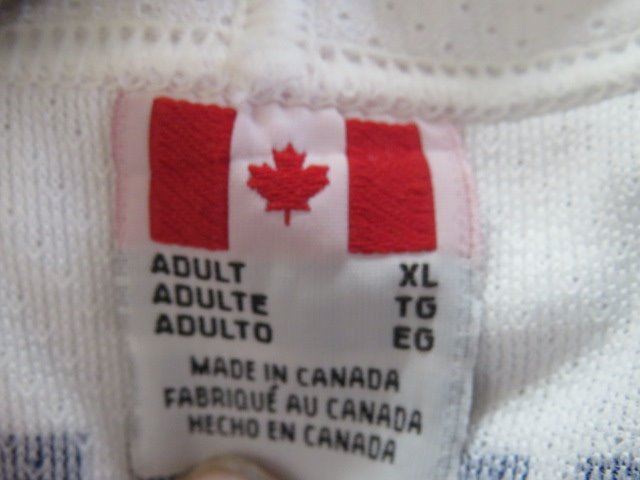 ADULT XL
ADULTE TG
ADULTO EG
MADE IN CANADA
FABRIQUÉ AU CANADA
HECHO EN CANADA